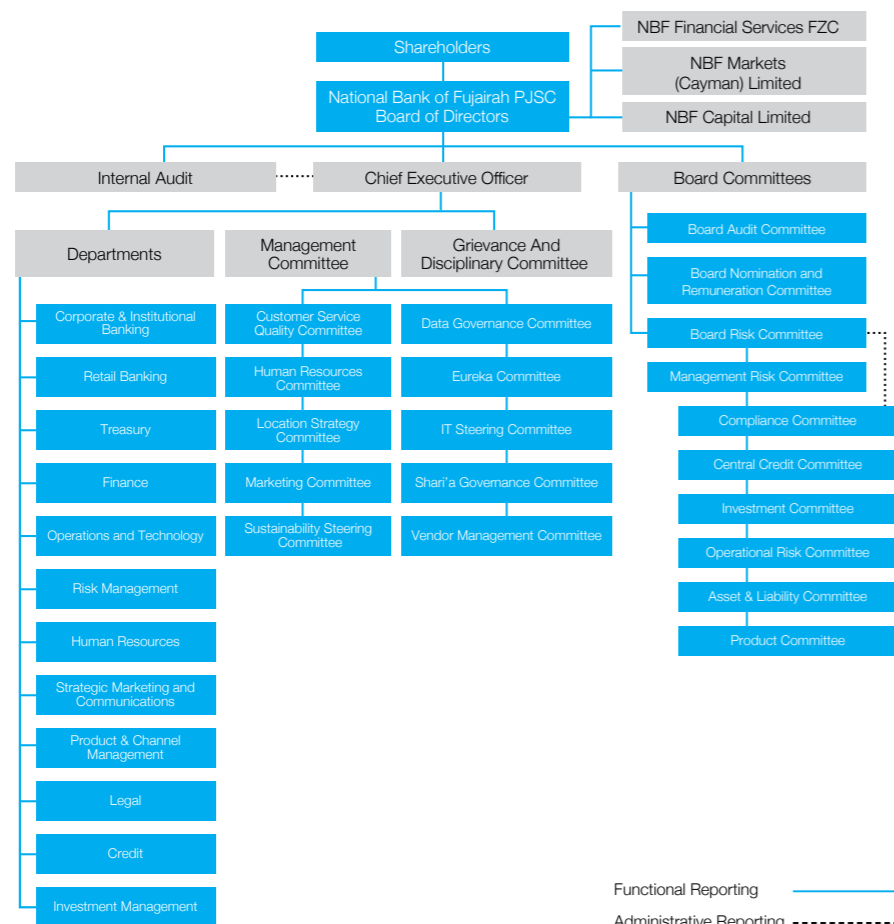 Shareholders
National Bank of Fujairah PJSC
Board of Directors
NBF Financial Services FZC
NBF Markets
(Cayman) Limited
NBF Capital Limited
Internal Audit
Chief Executive Officer
Board Committees
Departments
Management
Committee
Grievance And
Disciplinary Committee
Corporate & Institutional
Banking
Retail Banking
Treasury
Finance
Operations and Technology
Risk Management
Human Resources
Strategic Marketing and
Communications
Product & Channel
Management
Legal
Credit
Investment Management
Customer Service
Quality Committee
Human Resources
Committee
Location Strategy
Committee
Marketing Committee
Sustainability Steering
Committee
Data Governance Committee
Eureka Committee
IT Steering Committee
Shari'a Governance Committee
Vendor Management Committee
Board Audit Committee
Board Nomination and
Remuneration Committee
Board Risk Committee
Management Risk Committee
Compliance Committee
Central Credit Committee
Investment Committee
Operational Risk Committee
Asset & Liability Committee
Product Committee
Functional Reporting
Administrative Reporting